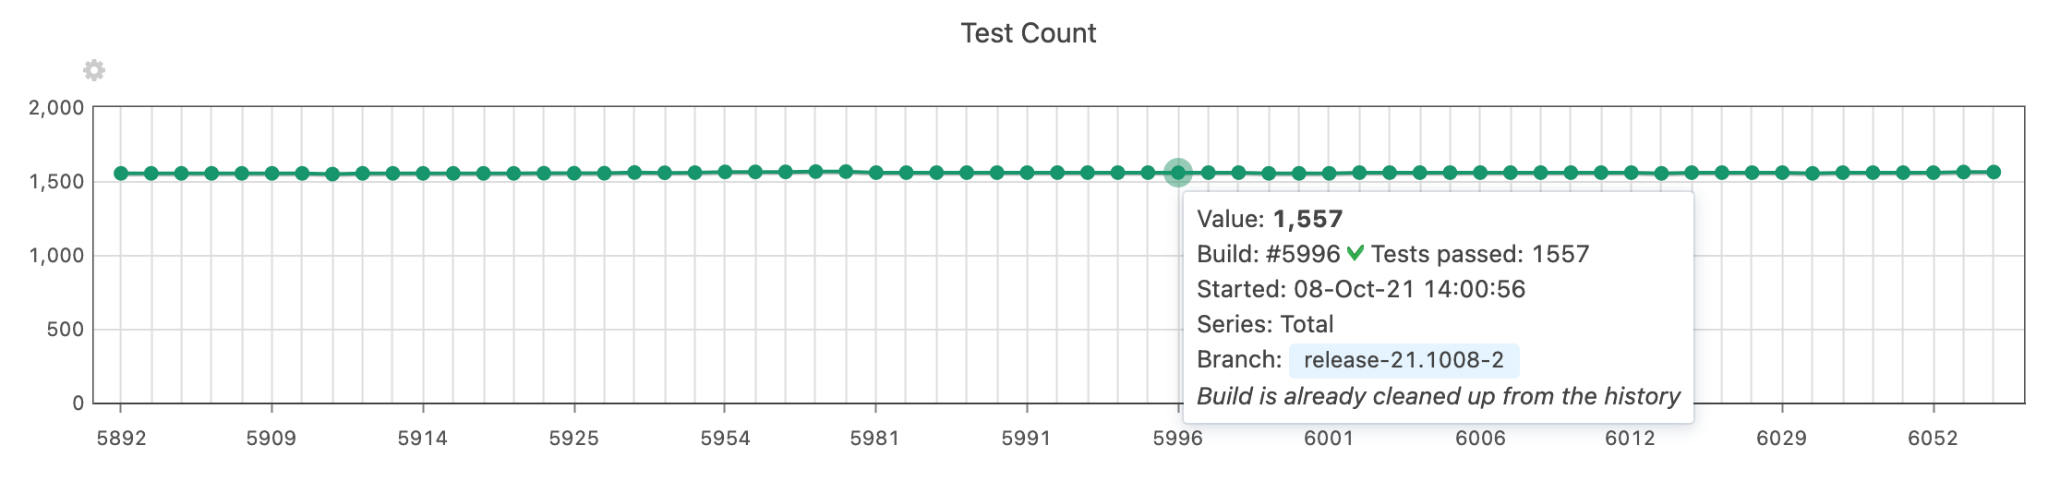 Test Count
2,000
1,500
1,000
500
0
Value: 1,557
Build: #5996 Tests passed: 1557
Started: 08-Oct-21 14:00:56
Series: Total
Branch: release-21.1008-2
Build is already cleaned up from the history
5892 5909 5914 5925 5954 5981 5991 5996 6001 6006 6012 6029 6052